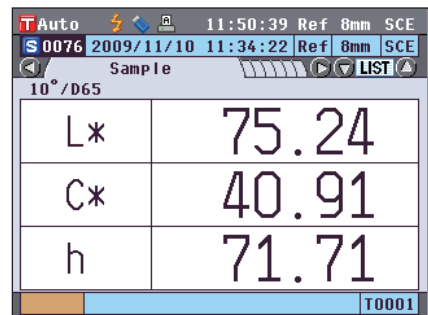 T Auto 11:50:39 Ref 8mm SCE
S 0076 2009/11/10 11:34:22 Ref 8mm SCE
Sample LIST
10°/D65
L* 75.24
C* 40.91
h 71.71
T0001